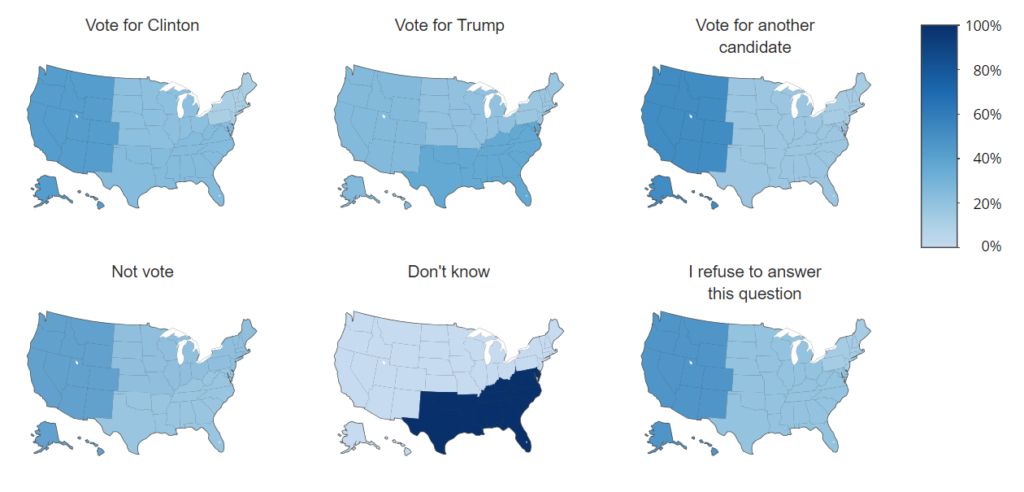 Vote for Clinton
Vote for Trump
Vote for another
candidate
100%
80%
60%
40%
20%
0%
Not vote
Don't know
I refuse to answer
this question